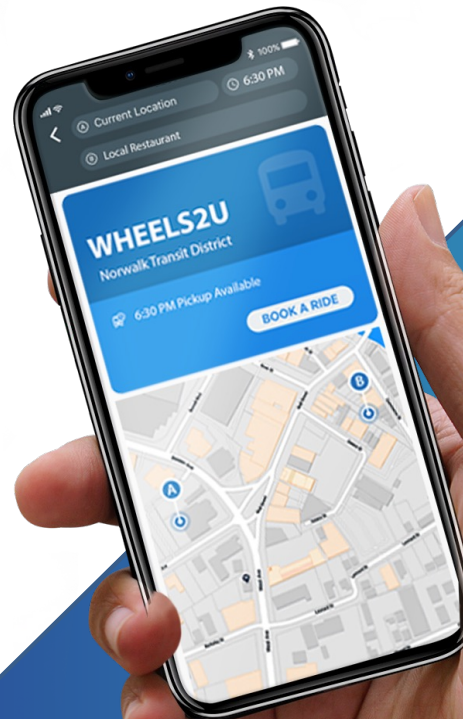 100%
A Current Location
6:30 PM
B Local Restaurant
WHEELS2U
Norwalk Transit District
6:30 PM Pickup Available
BOOK A RIDE
B
A